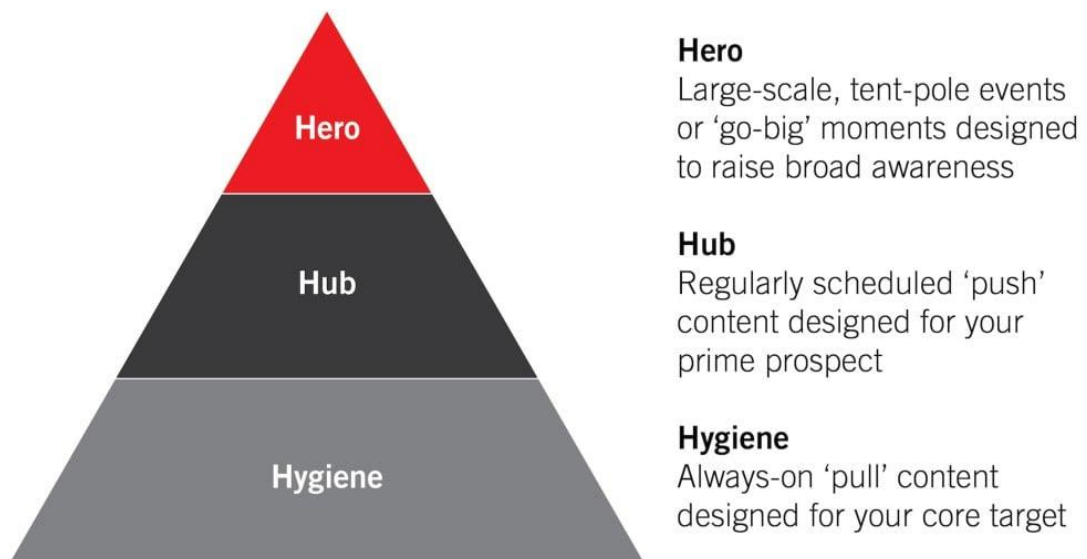 Hero
Hub
Hygiene
Hero
Large-scale, tent-pole events
or ‘go-big’ moments designed
to raise broad awareness
Hub
Regularly scheduled ‘push’
content designed for your
prime prospect
Hygiene
Always-on ‘pull’ content
designed for your core target